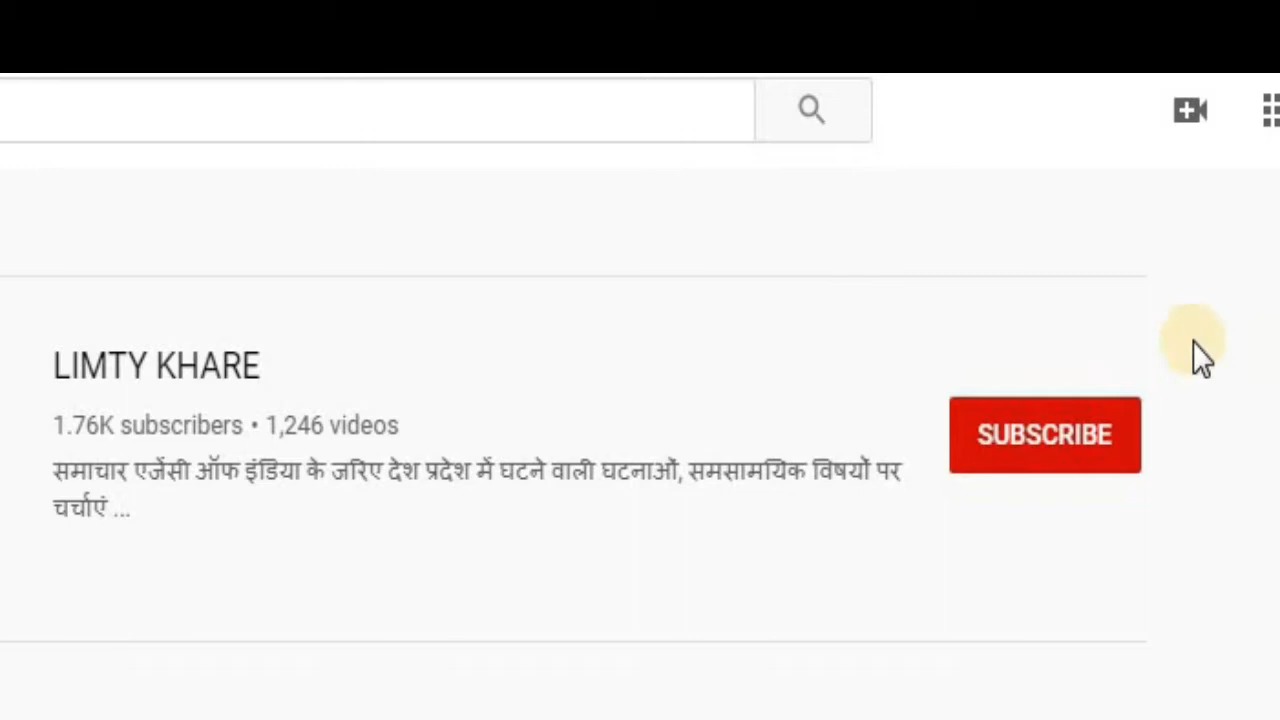 LIMTY KHARE
1.76K subscribers • 1,246 videos
समाचार एजेंसी ऑफ इंडिया के जरिए देश प्रदेश में घटने वाली घटनाओं, समसामयिक विषयों पर
चर्चाएं ...
SUBSCRIBE